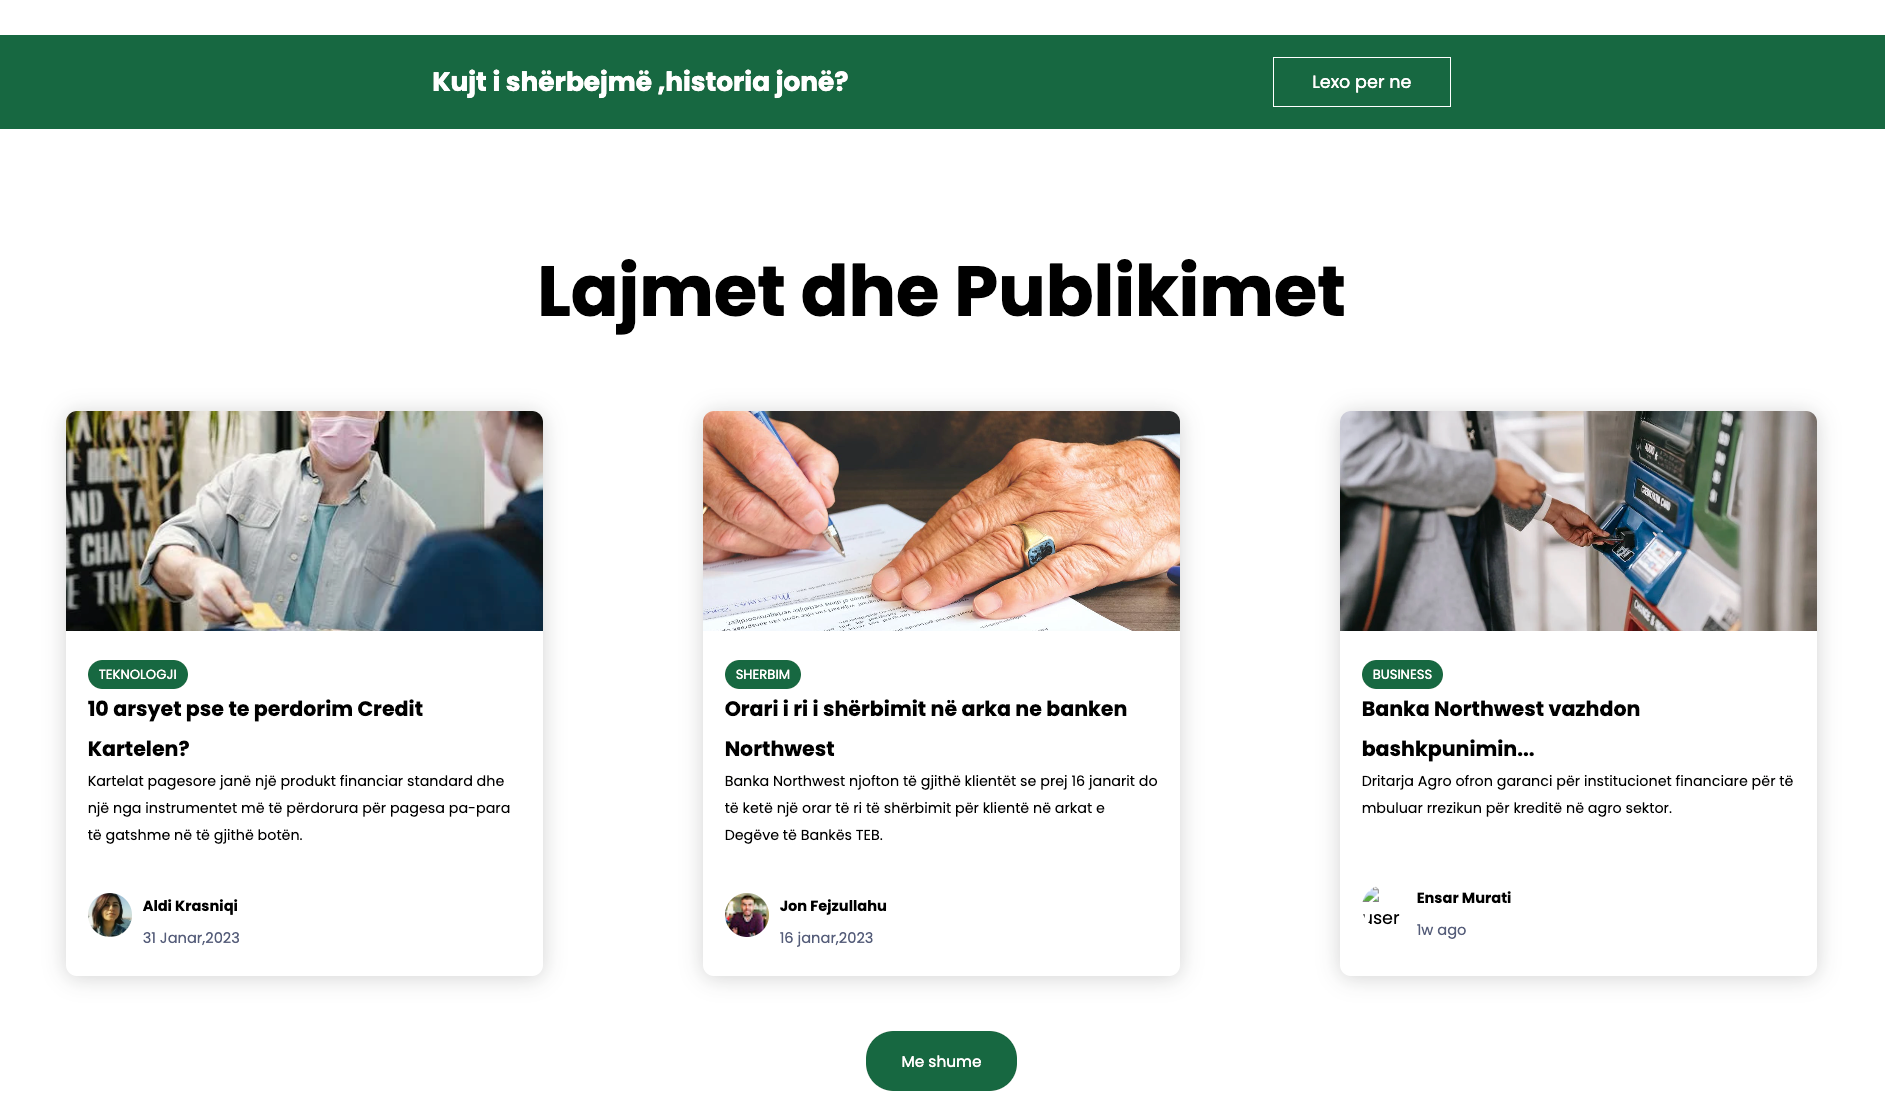 Kujt i shërbejmë ,historia jonë?
Lexo per ne
Lajmet dhe Publikimet
TEKNOLOGJI
10 arsyet pse te perdorim Credit
Kartelen?
Kartelat pagesore janë një produkt financiar standard dhe
një nga instrumentet më të përdorura për pagesa pa-para
të gatshme në të gjithë botën.
Aldi Krasniqi
31 Janar,2023
SHERBIM
Orari i ri i shërbimit në arka ne banken
Northwest
Banka Northwest njofton të gjithë klientët se prej 16 janarit do
të ketë një orar të ri të shërbimit për klientë në arkat e
Degëve të Bankës TEB.
Jon Fejzullahu
16 janar,2023
BUSINESS
Banka Northwest vazhdon
bashkpunimin...
Dritarja Agro ofron garanci për institucionet financiare për të
mbuluar rrezikun për kreditë në agro sektor.
user
Ensar Murati
1w ago
Me shume